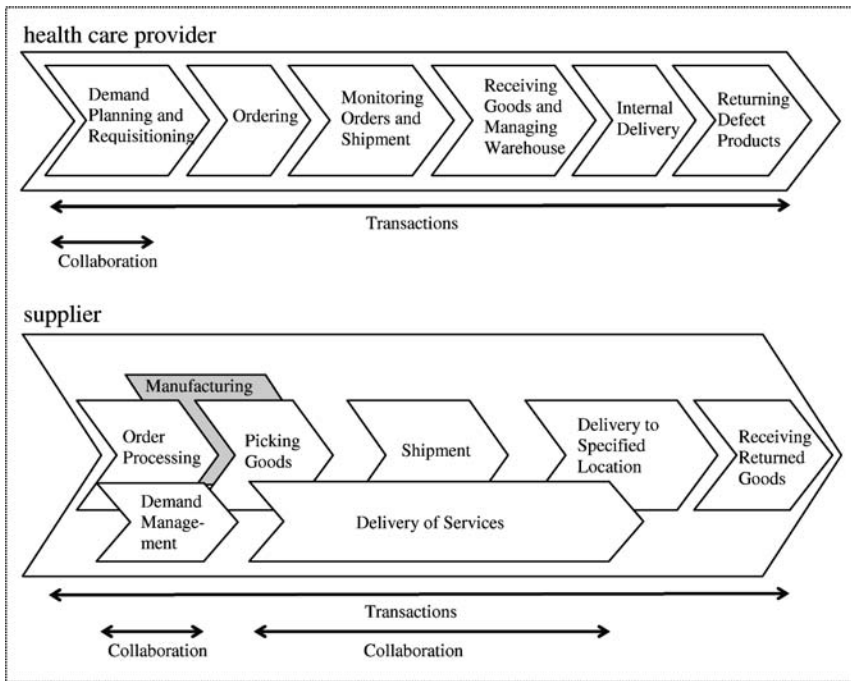 health care provider
Demand
Planning and
Requisitioning
Ordering
Monitoring
Orders and
Shipment
Receiving
Goods and
Managing
Warehouse
Internal
Delivery
Returning
Defect
Products
Transactions
Collaboration
supplier
Manufacturing
Order
Processing
Picking
Goods
Shipment
Delivery to
Specified
Location
Receiving
Returned
Goods
Demand
Manage-
ment
Delivery of Services
Transactions
Collaboration
Collaboration